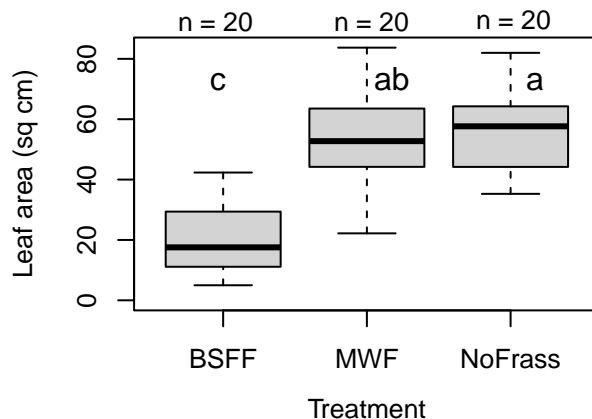 n = 20 n = 20 n = 20
c ab a
Leaf area (sq cm)
80
60
40
20
0
BSFF MWF NoFrass
Treatment